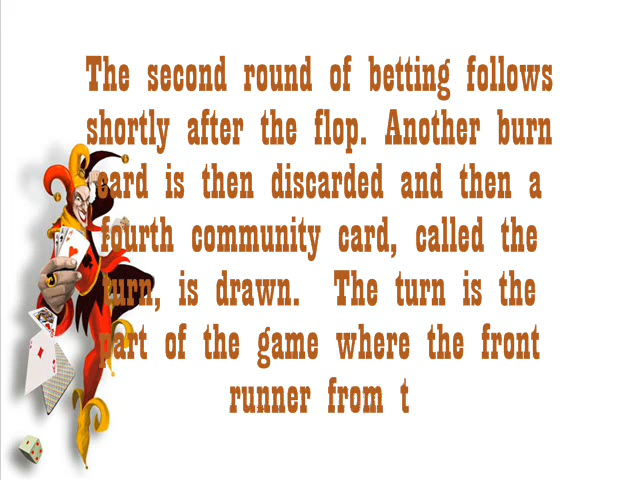 The second round of betting follows
shortly after the flop. Another burn
card is then discarded and then a
fourth community card, called the
turn, is drawn. The turn is the
part of the game where the front
runner from t